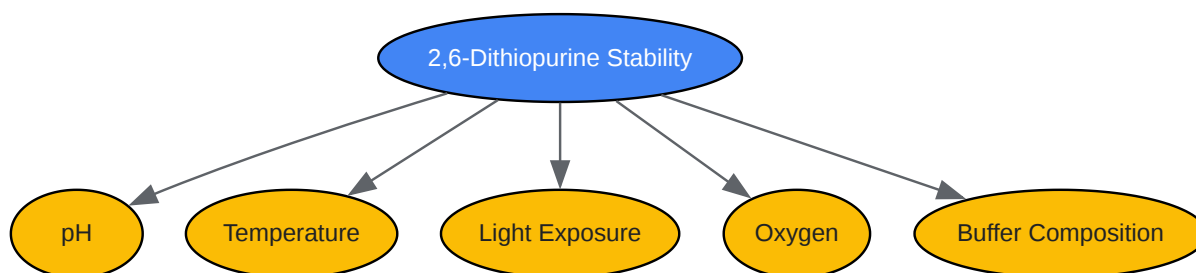 2,6-Dithiopurine Stability
pH
Temperature
Light Exposure
Oxygen
Buffer Composition